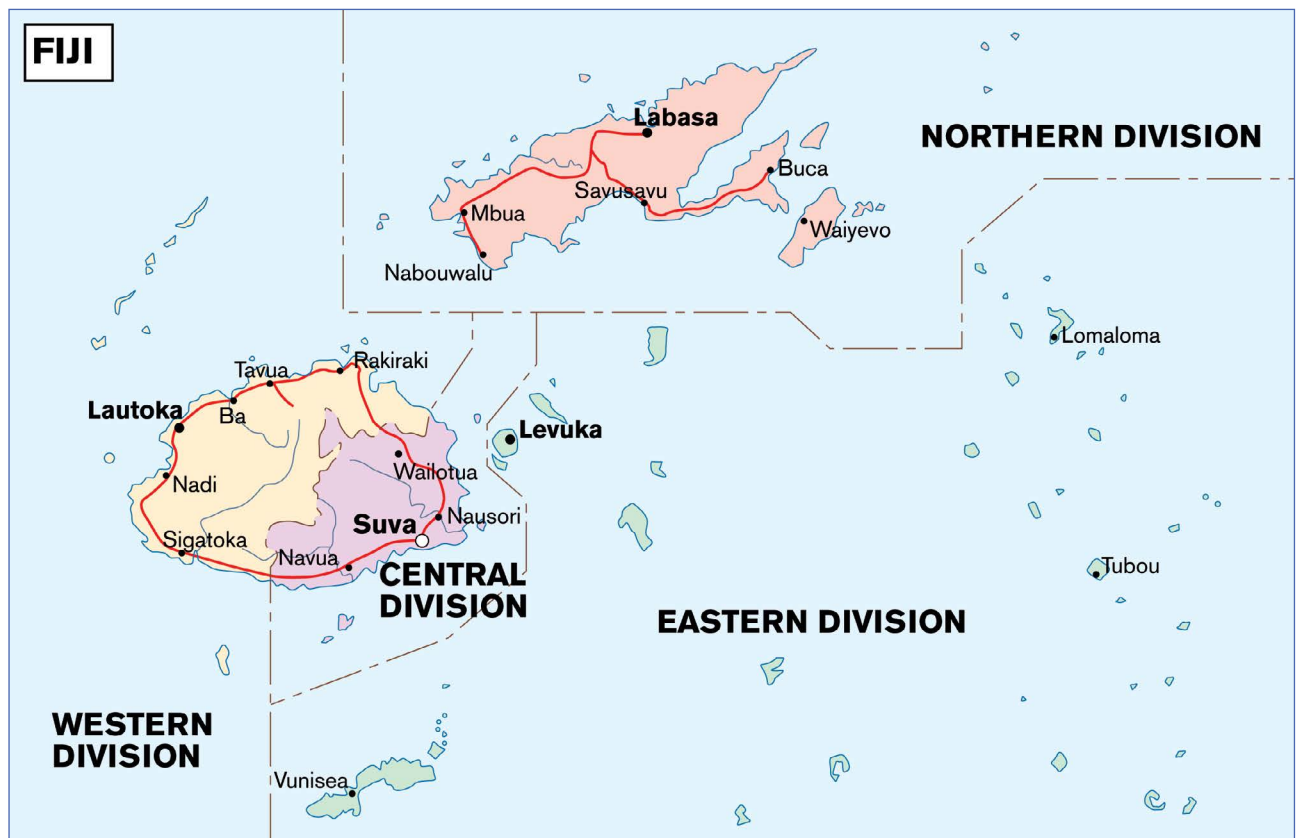 FIJI
Labasa
NORTHERN DIVISION
Buca
Savusavu
Mbua
Waiyevo
Nabouwalu
Lomaloma
Rakiraki
Tavua
Lautoka
Ba
Levuka
Wailotua
Nadi
Nausori
Suva
Sigatoka
Navua
Tubou
CENTRAL
DIVISION
EASTERN DIVISION
WESTERN
DIVISION
Vunisea